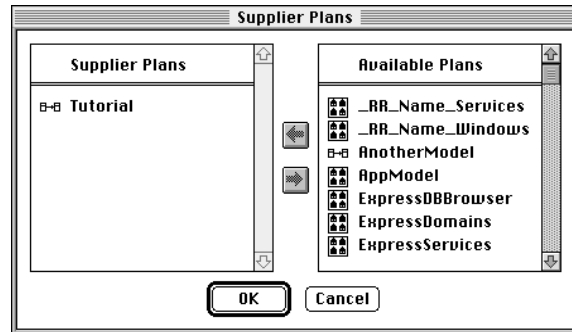 Supplier Plans
Supplier Plans
Tutorial
Available Plans
_RR_Name_Services
_RR_Name_Windows
AnotherModel
AppModel
ExpressDBBrowser
ExpressDomains
ExpressServices
OK
Cancel